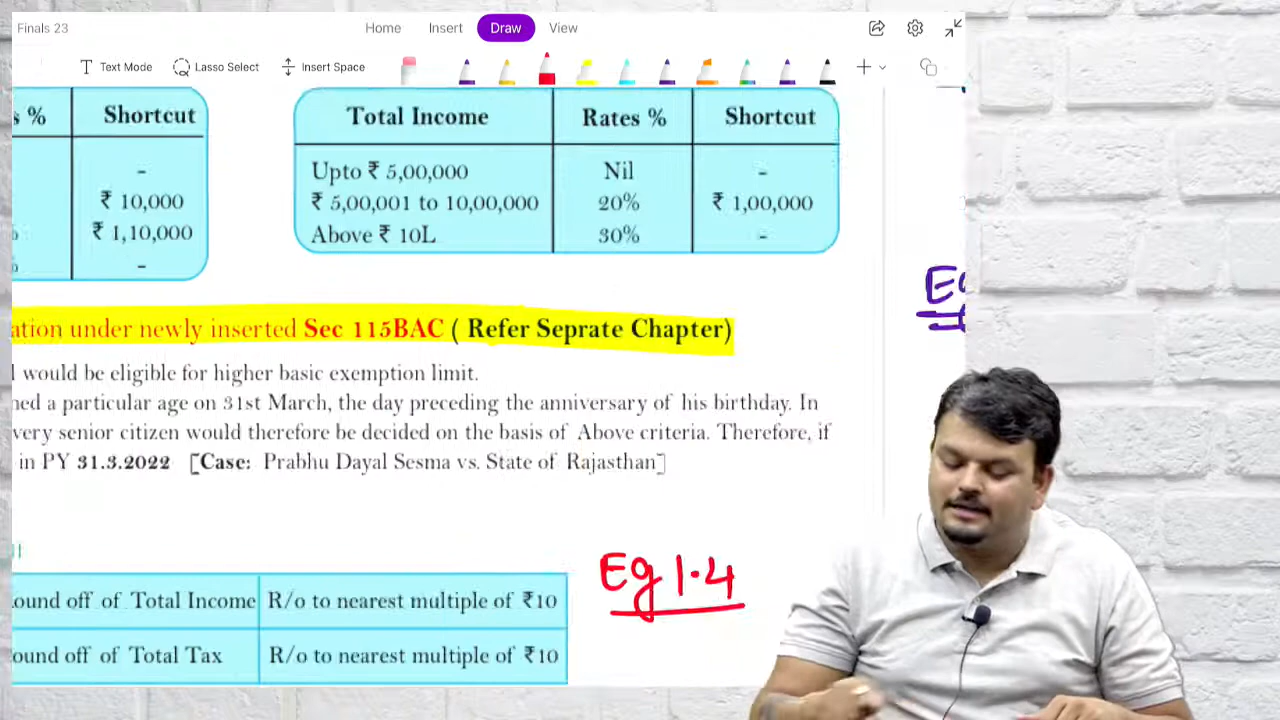 Finals 23
Home Insert Draw View
Text Mode Lasso Select Insert Space
s % Shortcut
-
₹ 10,000
₹ 1,10,000
-
Total Income Rates % Shortcut
Upto ₹ 5,00,000 Nil -
₹ 5,00,001 to 10,00,000 20% ₹ 1,00,000
Above ₹ 10L 30% -
ation under newly inserted Sec 115BAC ( Refer Seprate Chapter)
l would be eligible for higher basic exemption limit.
ned a particular age on 31st March, the day preceding the anniversary of his birthday. In
very senior citizen would therefore be decided on the basis of Above criteria. Therefore, if
in PY 31.3.2022 [Case: Prabhu Dayal Sesma vs. State of Rajasthan]
Eg 1.4
ound off of Total Income R/o to nearest multiple of ₹10
ound off of Total Tax R/o to nearest multiple of ₹10